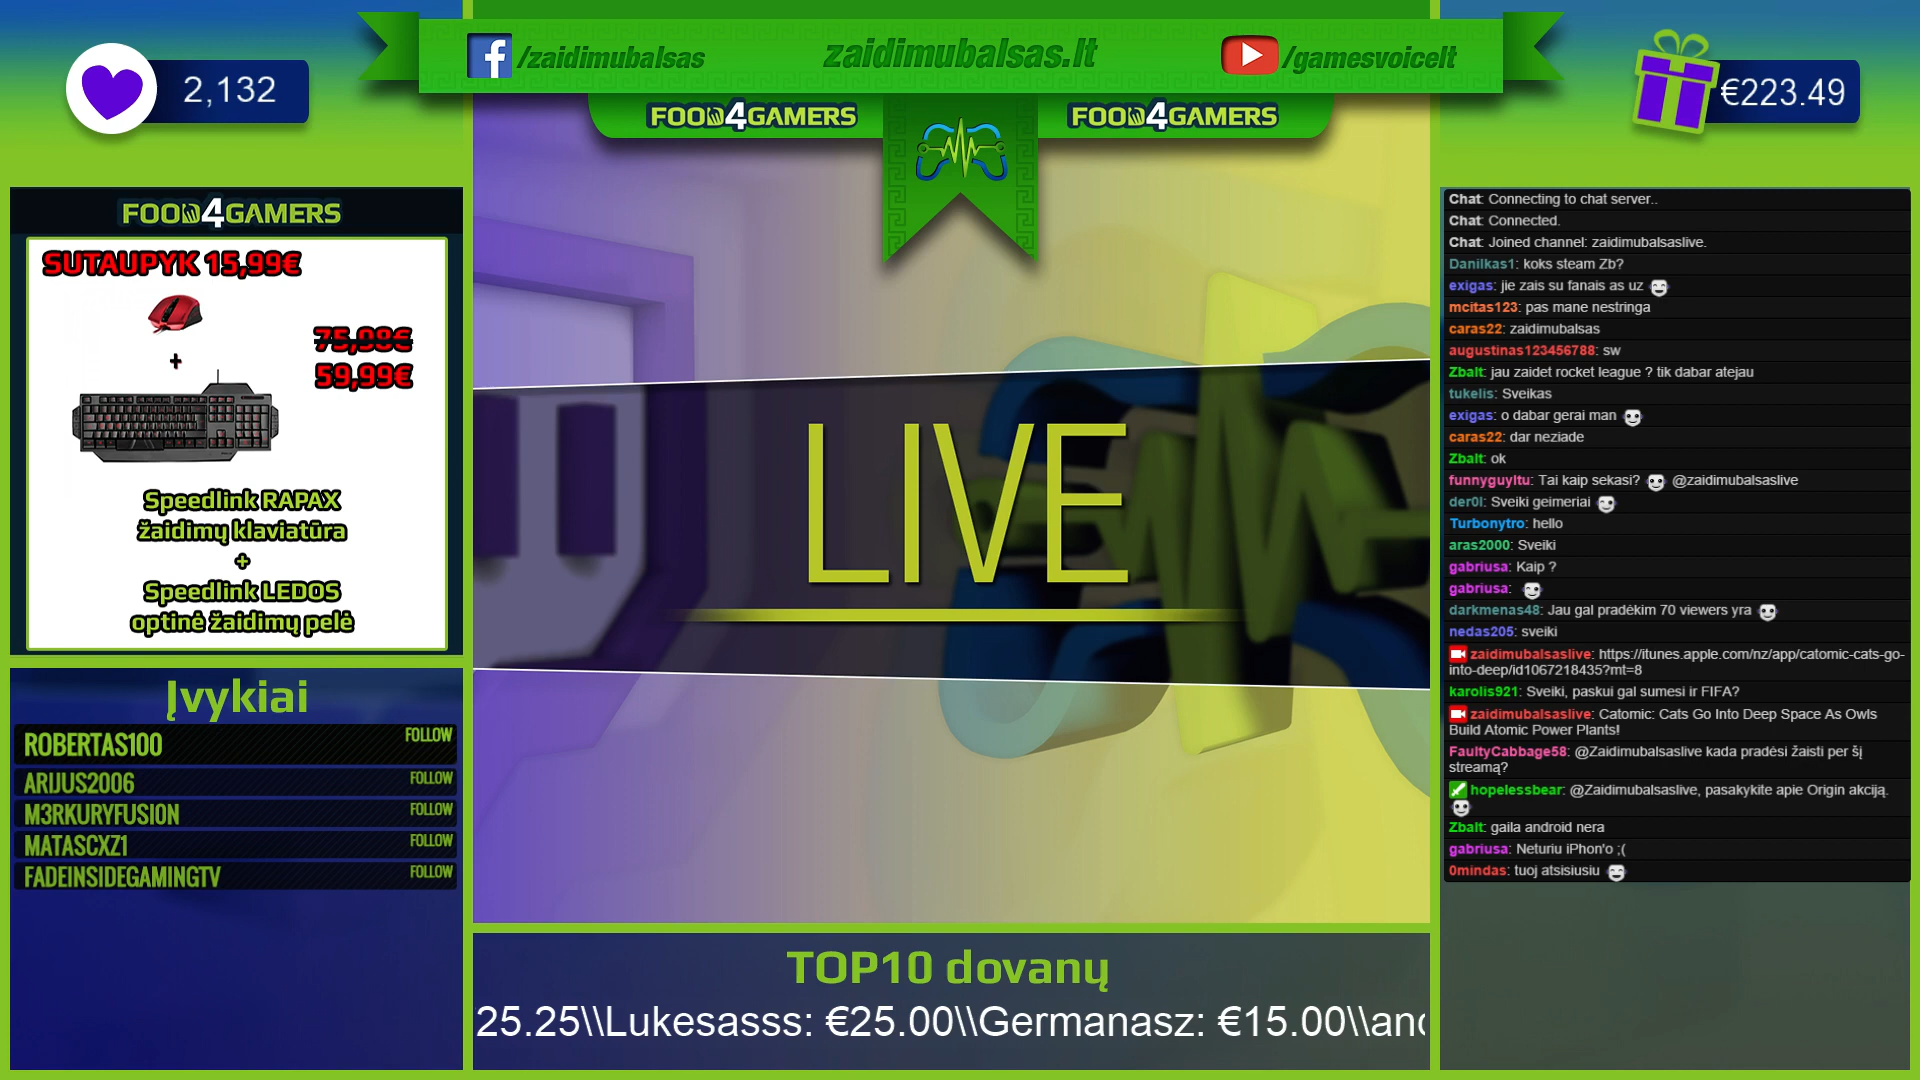 2,132
/zaidimubalsas
zaidimubalsas.lt
/gamesvoicelt
€223.49
FOOD4GAMERS
FOOD4GAMERS
FOOD4GAMERS
SUTAUPYK 15,99€
+
75,98€
59,99€
Speedlink RAPAX
žaidimų klaviatūra
+
Speedlink LEDOS
optinė žaidimų pelė
Įvykiai
ROBERTAS100 FOLLOW
ARIJUS2006 FOLLOW
M3RKURYFUSION FOLLOW
MATASCXZ1 FOLLOW
FADEINSIDEGAMINGTV FOLLOW
LIVE
TOP10 dovanų
25.25\\Lukesasss: €25.00\\Germanasz: €15.00\\and
Chat: Connecting to chat server..
Chat: Connected.
Chat: Joined channel: zaidimubalsaslive.
Danilkas1: koks steam Zb?
exigas: jie zais su fanais as uz
mcitas123: pas mane nestringa
caras22: zaidimubalsas
augustinas123456788: sw
Zbalt: jau zaidet rocket league ? tik dabar atejau
tukelis: Sveikas
exigas: o dabar gerai man
caras22: dar neziade
Zbalt: ok
funnyguyltu: Tai kaip sekasi? @zaidimubalsaslive
der0l: Sveiki geimeriai
Turbonytro: hello
aras2000: Sveiki
gabriusa: Kaip ?
gabriusa:
darkmenas48: Jau gal pradėkim 70 viewers yra
nedas205: sveiki
zaidimubalsaslive: https://itunes.apple.com/nz/app/catomic-cats-go-
into-deep/id1067218435?mt=8
karolis921: Sveiki, paskui gal sumesi ir FIFA?
zaidimubalsaslive: Catomic: Cats Go Into Deep Space As Owls
Build Atomic Power Plants!
FaultyCabbage58: @Zaidimubalsaslive kada pradėsi žaisti per šį
streamą?
hopelessbear: @Zaidimubalsaslive, pasakykite apie Origin akciją.
Zbalt: gaila android nera
gabriusa: Neturiu iPhon'o ;(
0mindas: tuoj atsisiusiu